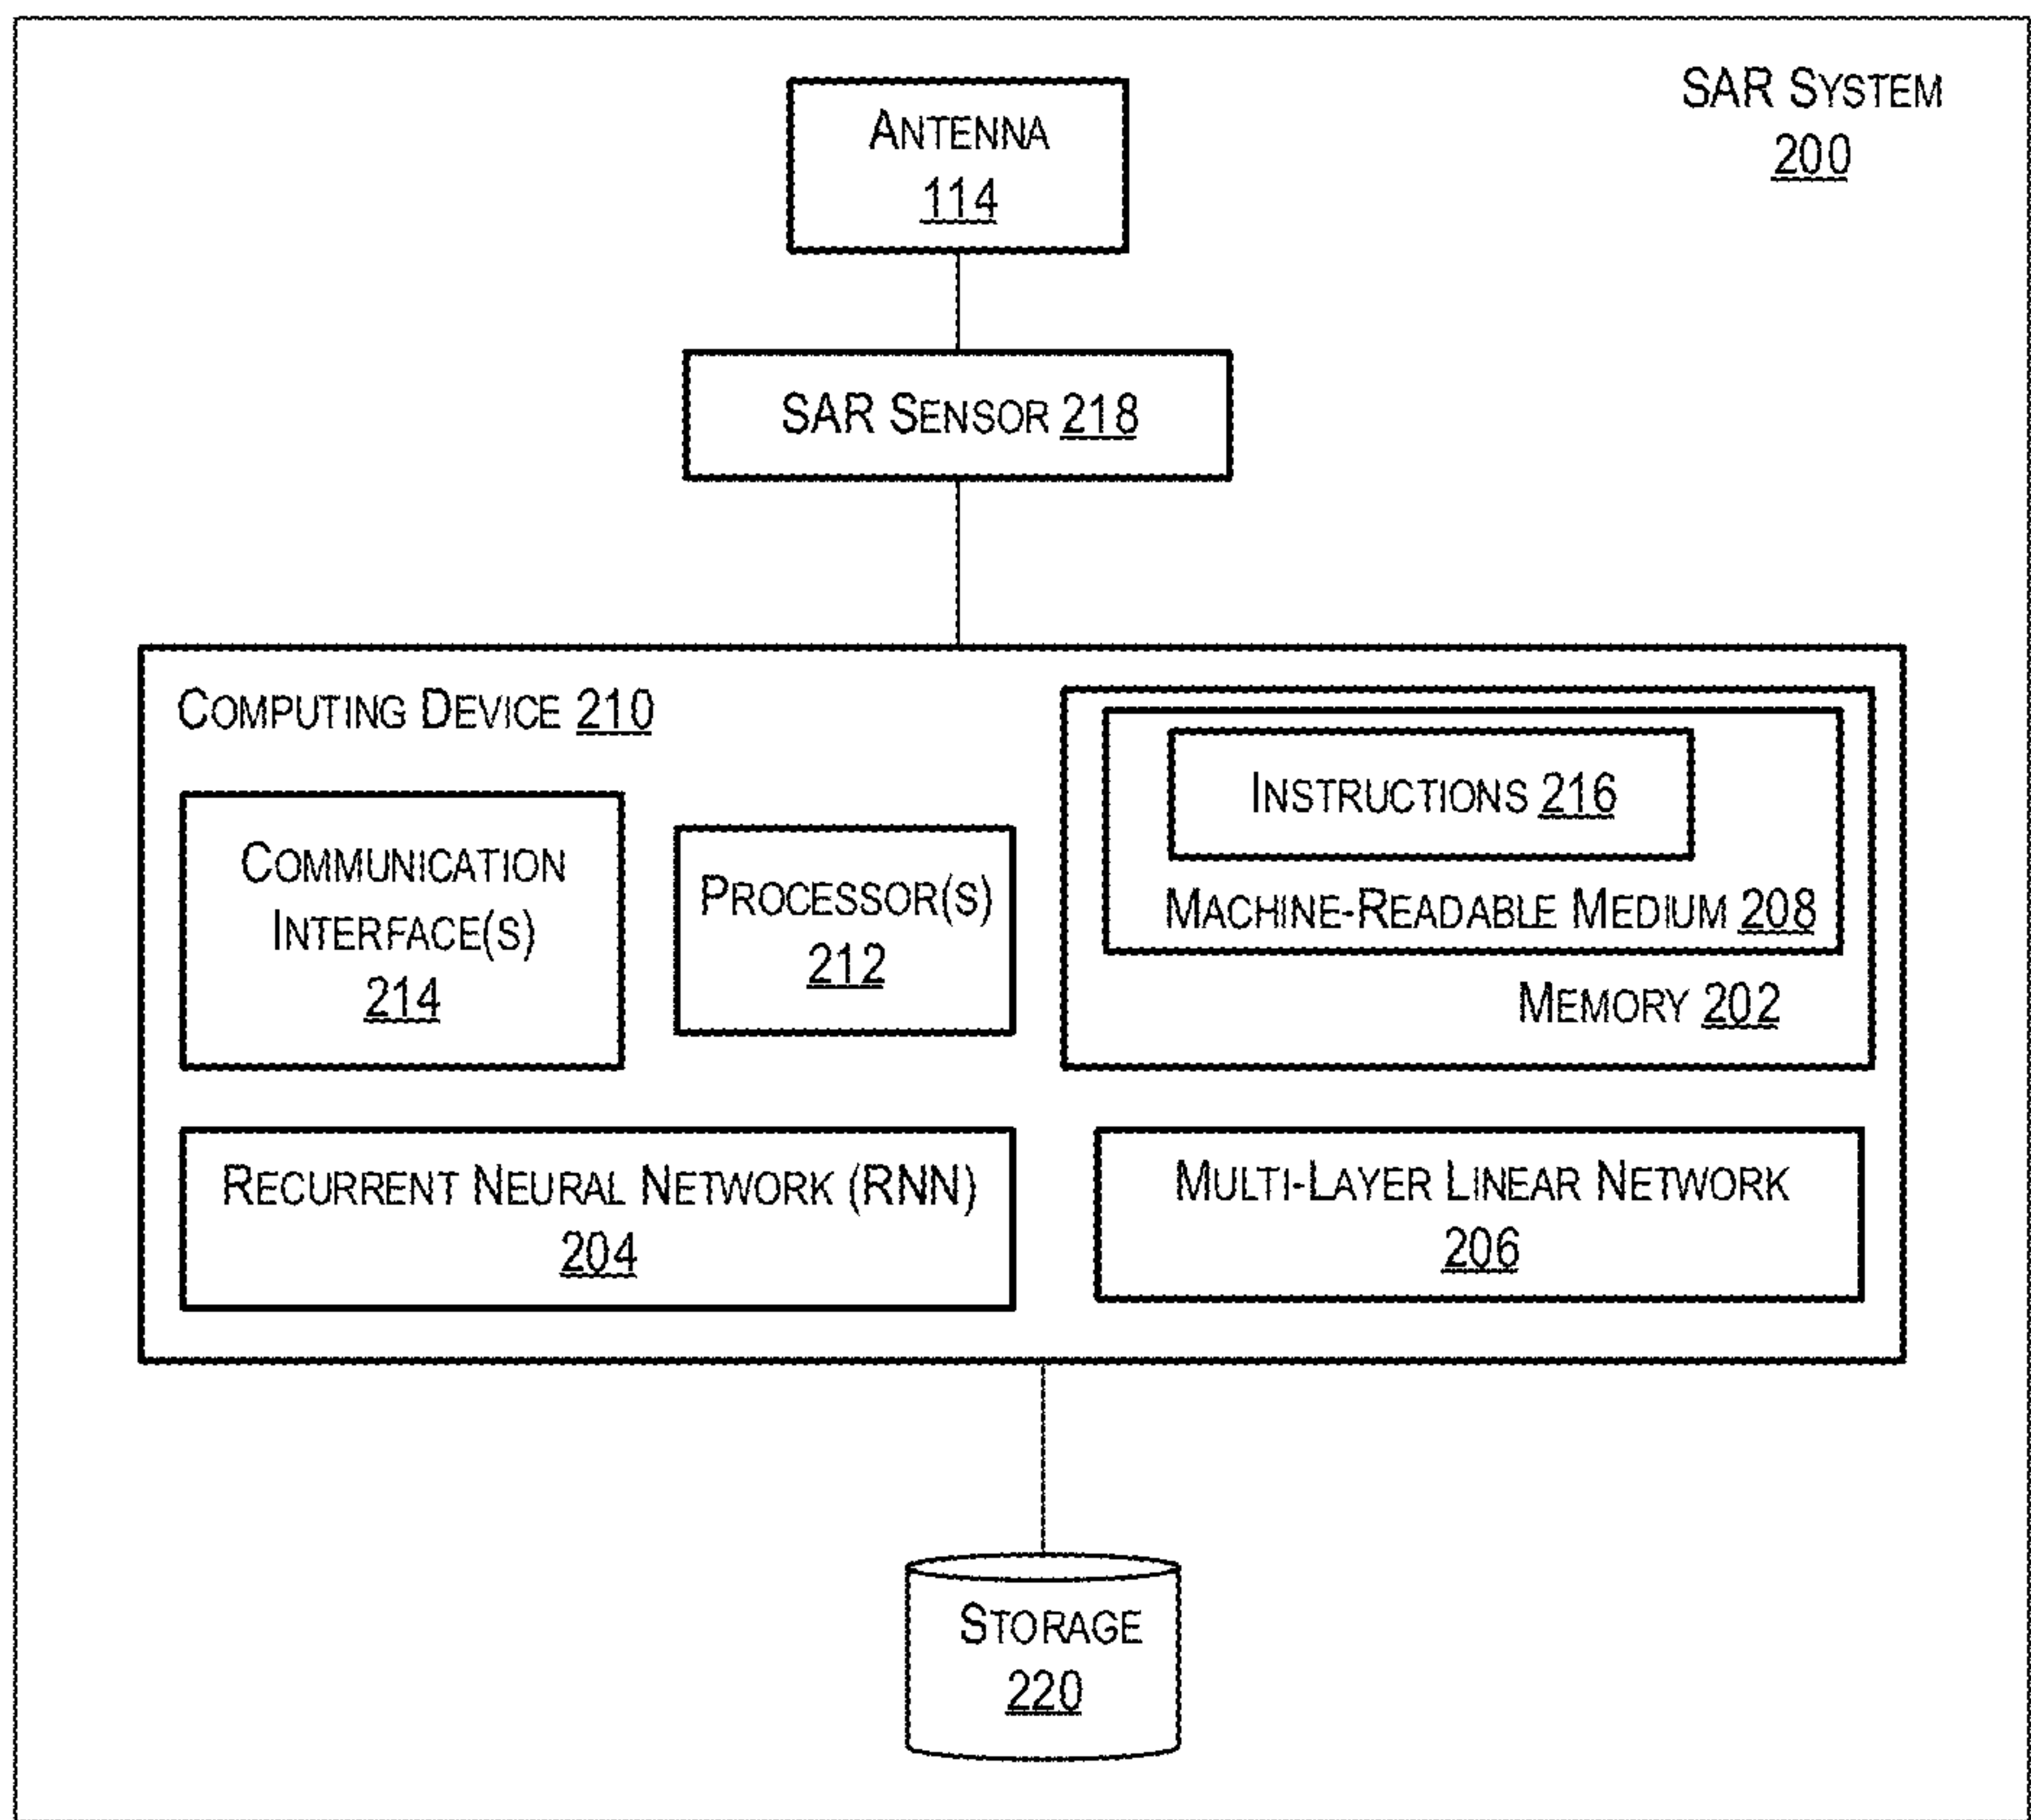 SAR SYSTEM
200
ANTENNA
114
SAR SENSOR 218
COMPUTING DEVICE 210
COMMUNICATION
INTERFACE(S)
214
PROCESSOR(S)
212
INSTRUCTIONS 216
MACHINE-READABLE MEDIUM 208
MEMORY 202
RECURRENT NEURAL NETWORK (RNN)
204
MULTI-LAYER LINEAR NETWORK
206
STORAGE
220